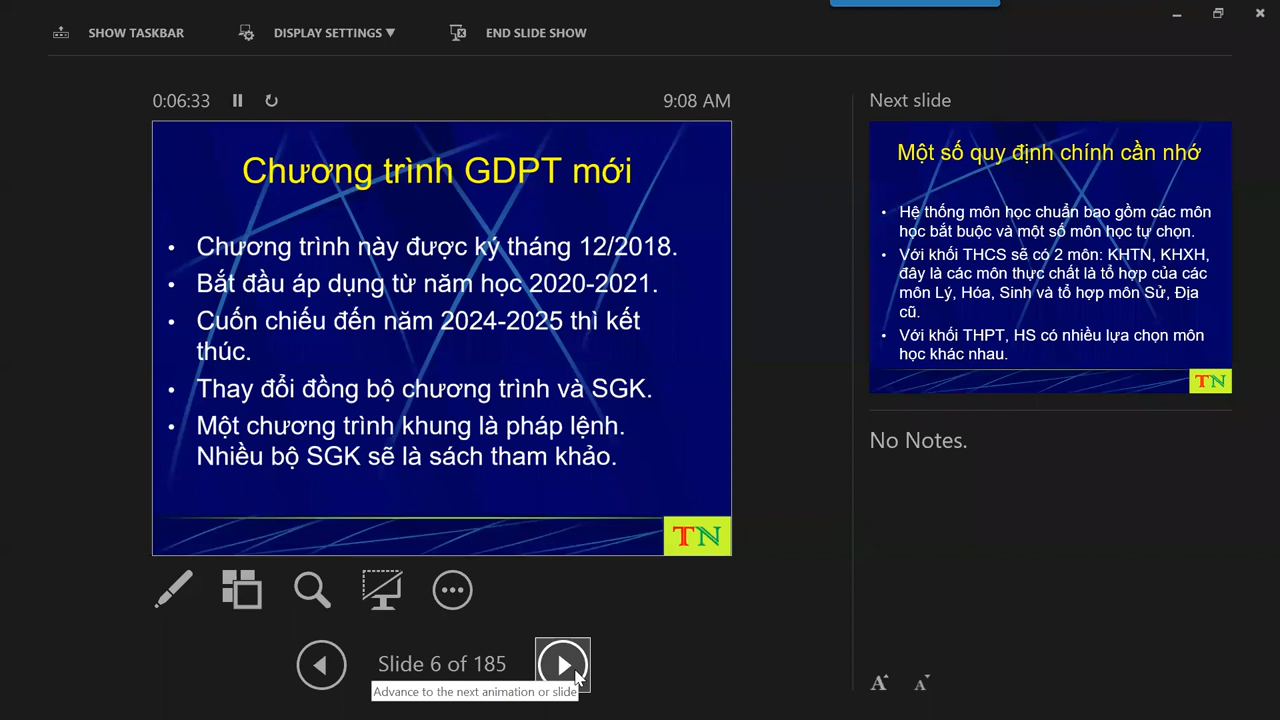 SHOW TASKBAR
DISPLAY SETTINGS ▼
END SLIDE SHOW
0:06:33
9:08 AM
Chương trình GDPT mới
• Chương trình này được ký tháng 12/2018.
• Bắt đầu áp dụng từ năm học 2020-2021.
• Cuốn chiếu đến năm 2024-2025 thì kết
thúc.
• Thay đổi đồng bộ chương trình và SGK.
• Một chương trình khung là pháp lệnh.
Nhiều bộ SGK sẽ là sách tham khảo.
TN
Slide 6 of 185
Advance to the next animation or slide
Next slide
Một số quy định chính cần nhớ
• Hệ thống môn học chuẩn bao gồm các môn
học bắt buộc và một số môn học tự chọn.
• Với khối THCS sẽ có 2 môn: KHTN, KHXH,
đây là các môn thực chất là tổ hợp của các
môn Lý, Hóa, Sinh và tổ hợp môn Sử, Địa
cũ.
• Với khối THPT, HS có nhiều lựa chọn môn
học khác nhau.
TN
No Notes.
A A